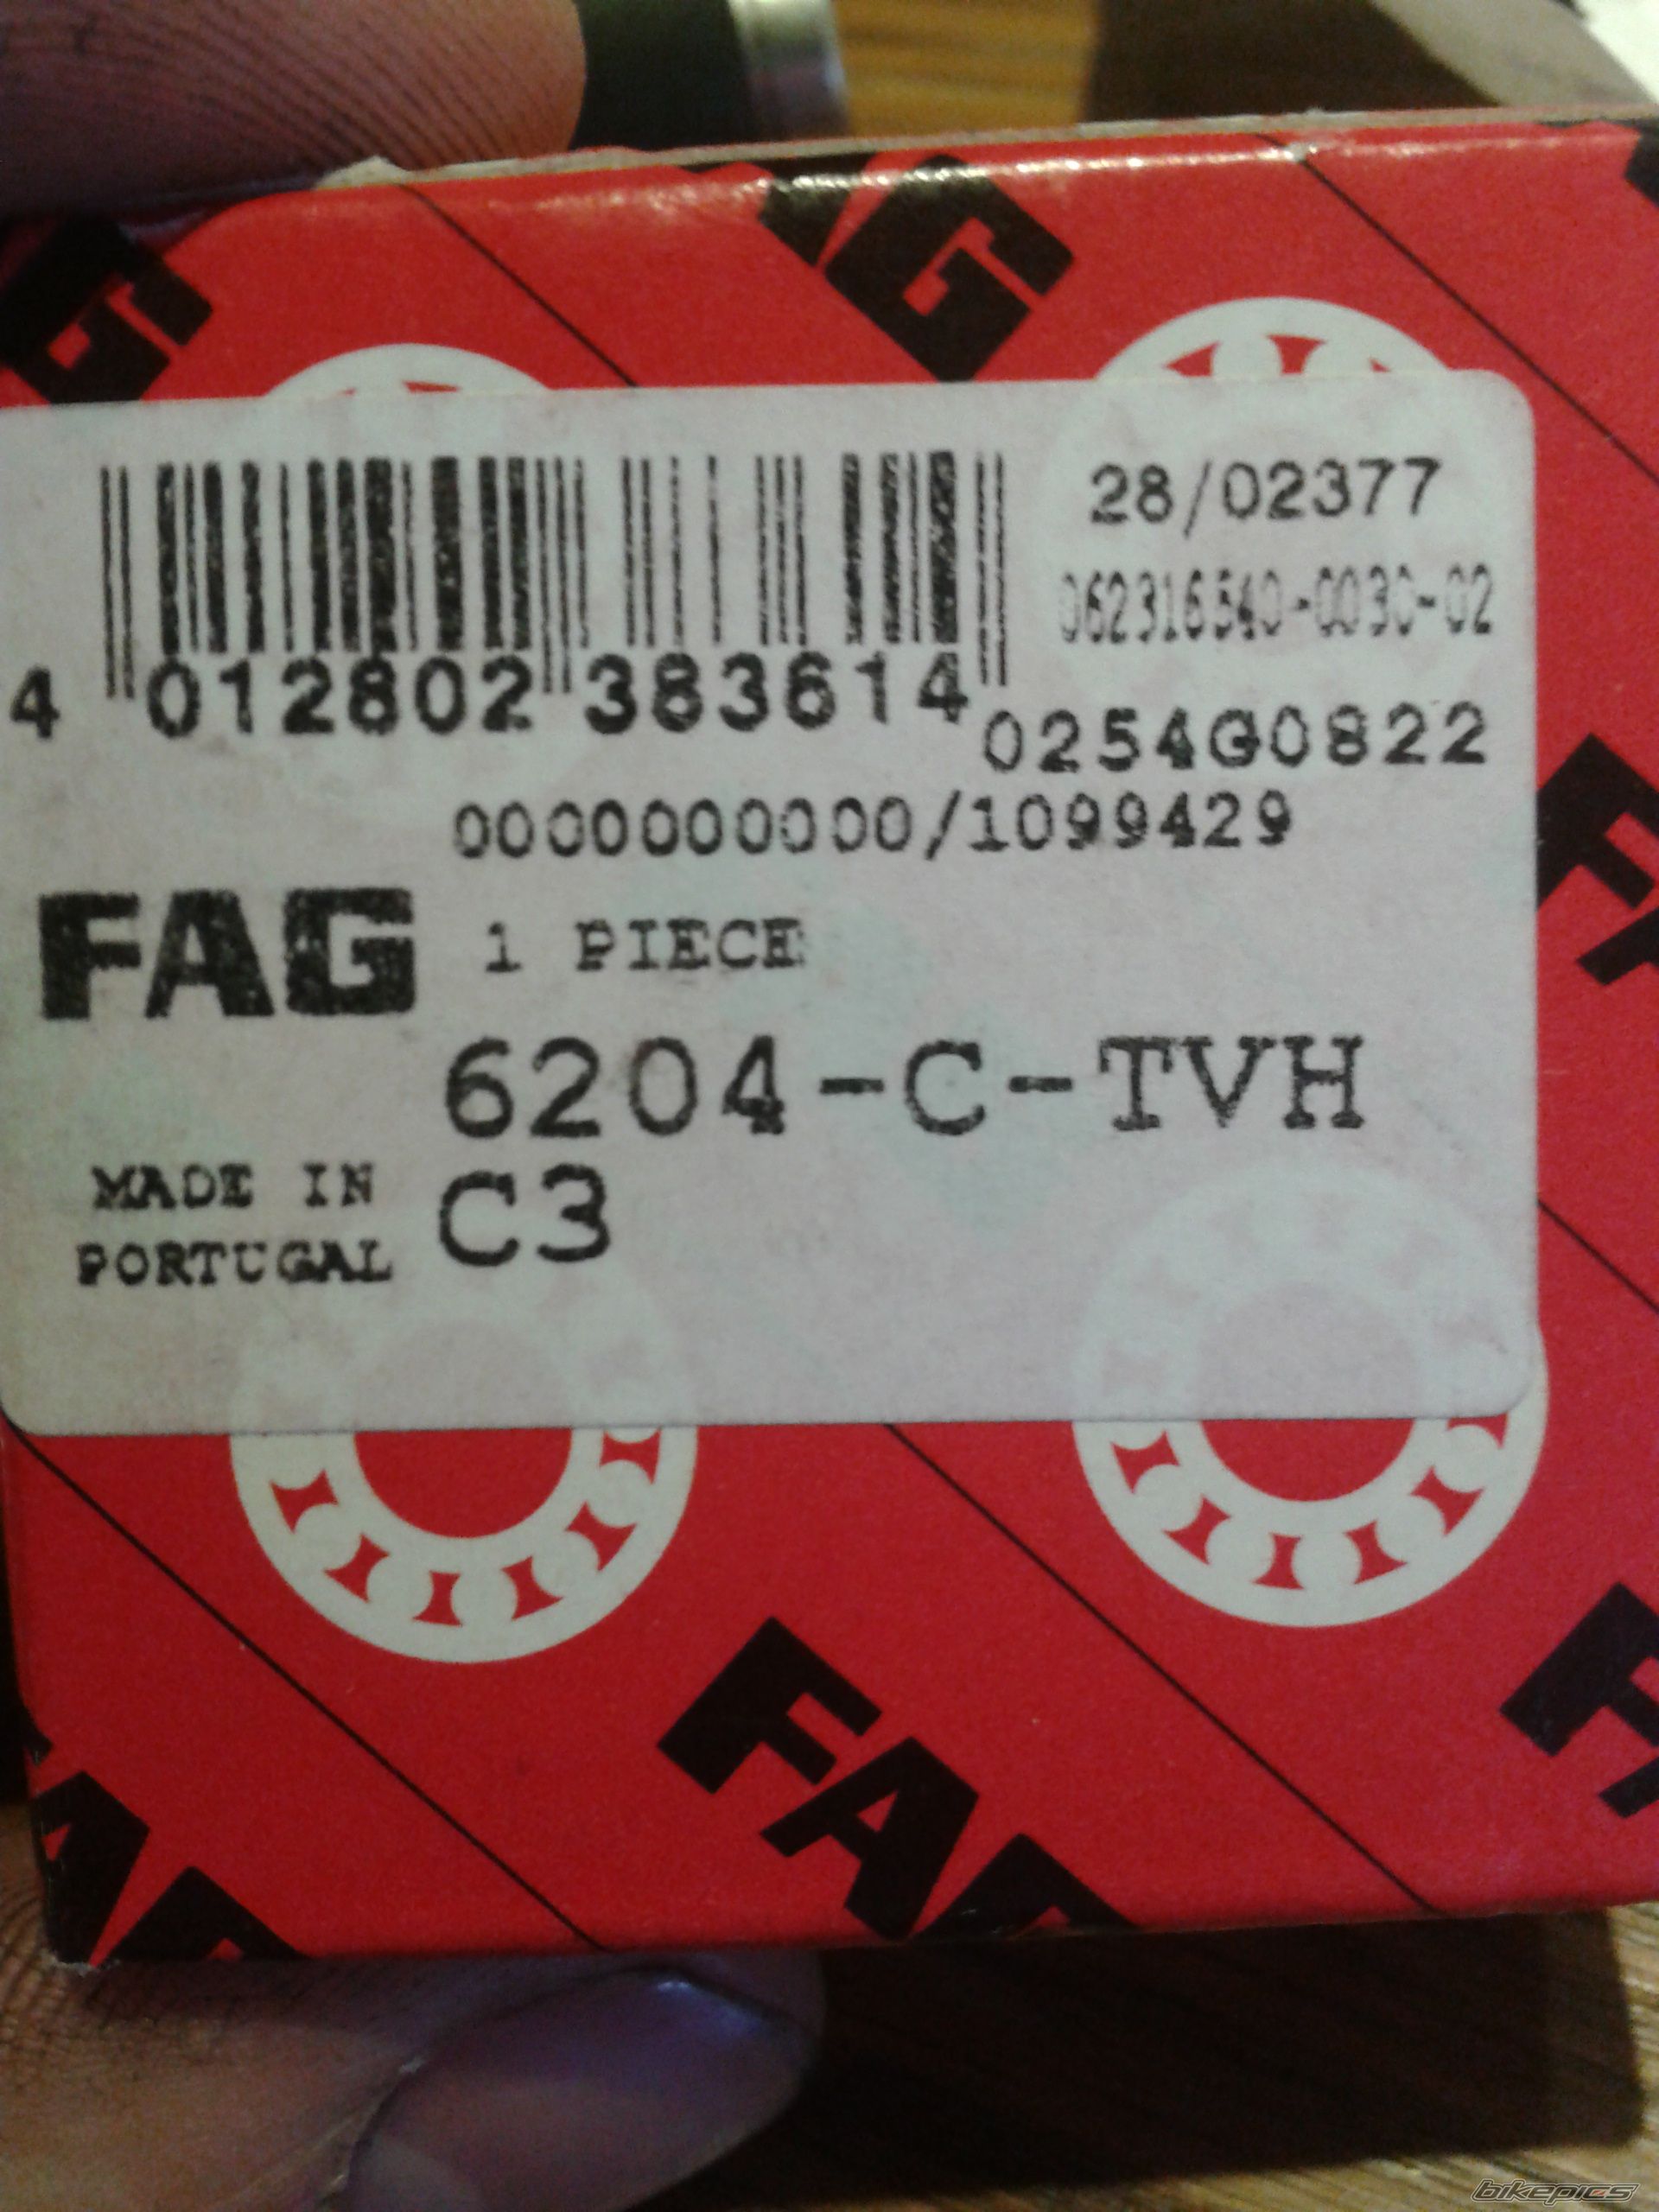 28/02377
062316540-0030-02
4 012802 383614
0254G0822
0000000000/1099429
FAG 1 PIECE
6204-C-TVH
MADE IN
PORTUGAL
C3
FAG
bikepics